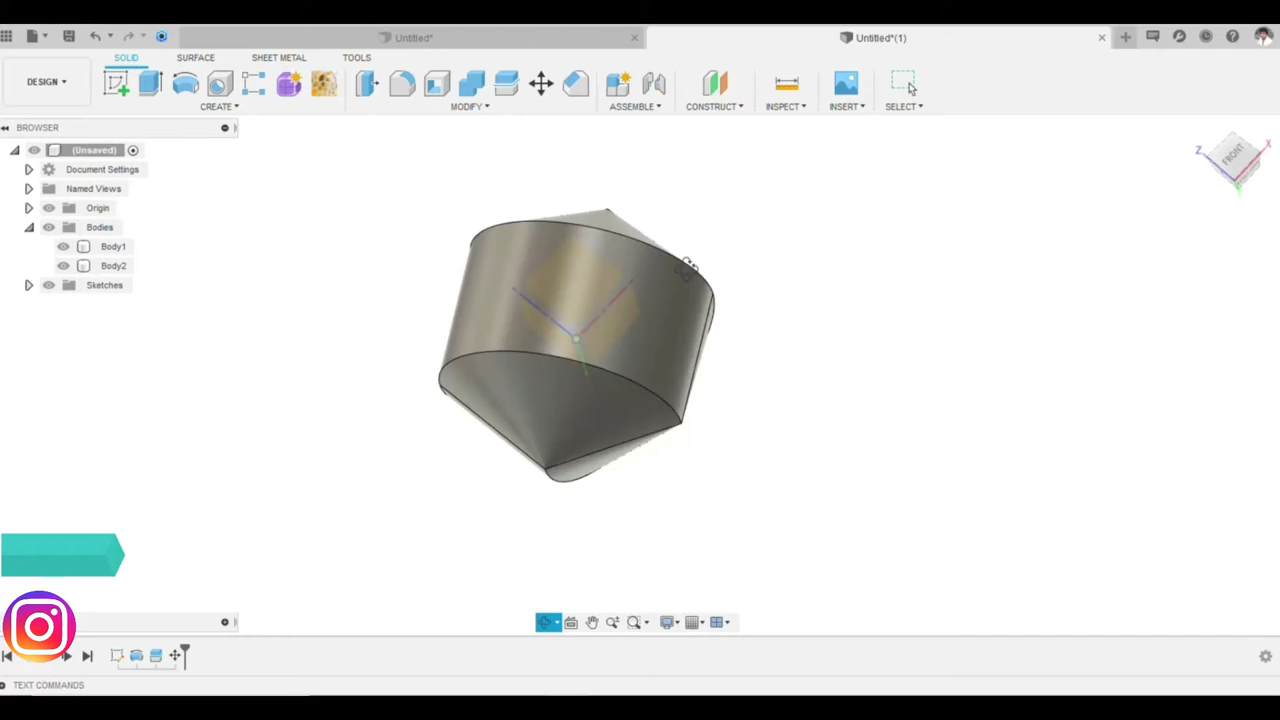 Untitled*
Untitled*(1)
SOLID
SURFACE
SHEET METAL
TOOLS
DESIGN
CREATE
MODIFY
ASSEMBLE
CONSTRUCT
INSPECT
INSERT
SELECT
BROWSER
(Unsaved)
Document Settings
Named Views
Origin
Bodies
Body1
Body2
Sketches
FRONT
Z
X
TEXT COMMANDS